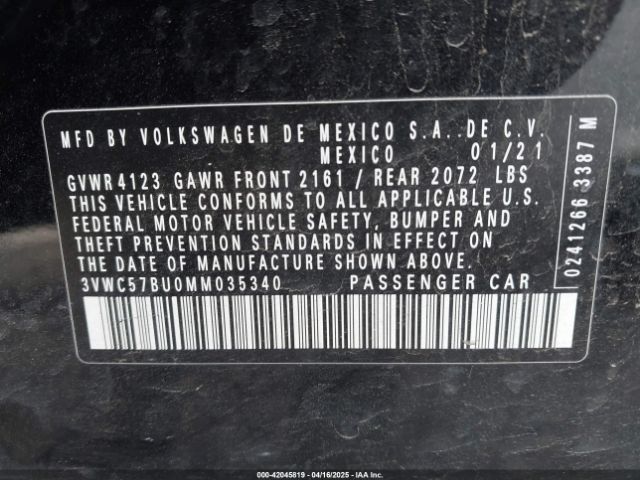 MFD BY VOLKSWAGEN DE MEXICO S.A. DE C.V.
MEXICO 01/21
GVWR 4123 GAWR FRONT 2161 / REAR 2072 LBS
THIS VEHICLE CONFORMS TO ALL APPLICABLE U.S.
FEDERAL MOTOR VEHICLE SAFETY, BUMPER AND
THEFT PREVENTION STANDARDS IN EFFECT ON
THE DATE OF MANUFACTURE SHOWN ABOVE.
3VWC57BU0MM035340 PASSENGER CAR
0241266 3387 M
000-42045819 - 04/16/2025 - IAA Inc.